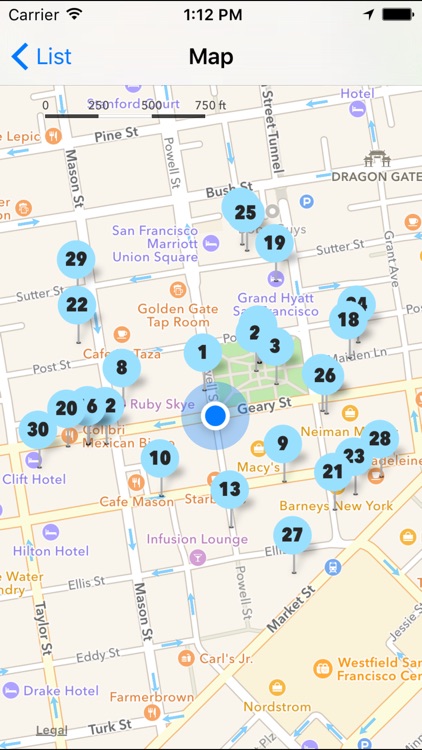 Carrier
1:12 PM
List
Map
0
250
500
750 ft
Stanford Court
Hotel
Lepic
Pine St
Mason St
Powell St
Street Tunnel
DRAGON GATE
Bush St
25
Guys
19
San Francisco
Marriott
Union Square
Sutter St
Grant Ave
29
Sutter St
22
Golden Gate
Tap Room
Grand Hyatt
San Francisco
24
18
2
3
1
Maiden Ln
Post St
8
26
20
6
2
30
Ruby Skye
Geary St
Colibri
Mexican Bistro
Neiman
28
23
21
9
Macy's
10
13
Clift Hotel
Cafe Mason
Barneys New York
27
Hilton Hotel
Infusion Lounge
Ellis
Water
Ellis St
Powell St
Market St
Mason St
Taylor St
Jessie St
Eddy St
Carl's Jr.
Westfield San
Francisco Cen
Drake Hotel
Farmerbrown
Nordstrom
Legal
Turk St
Plz